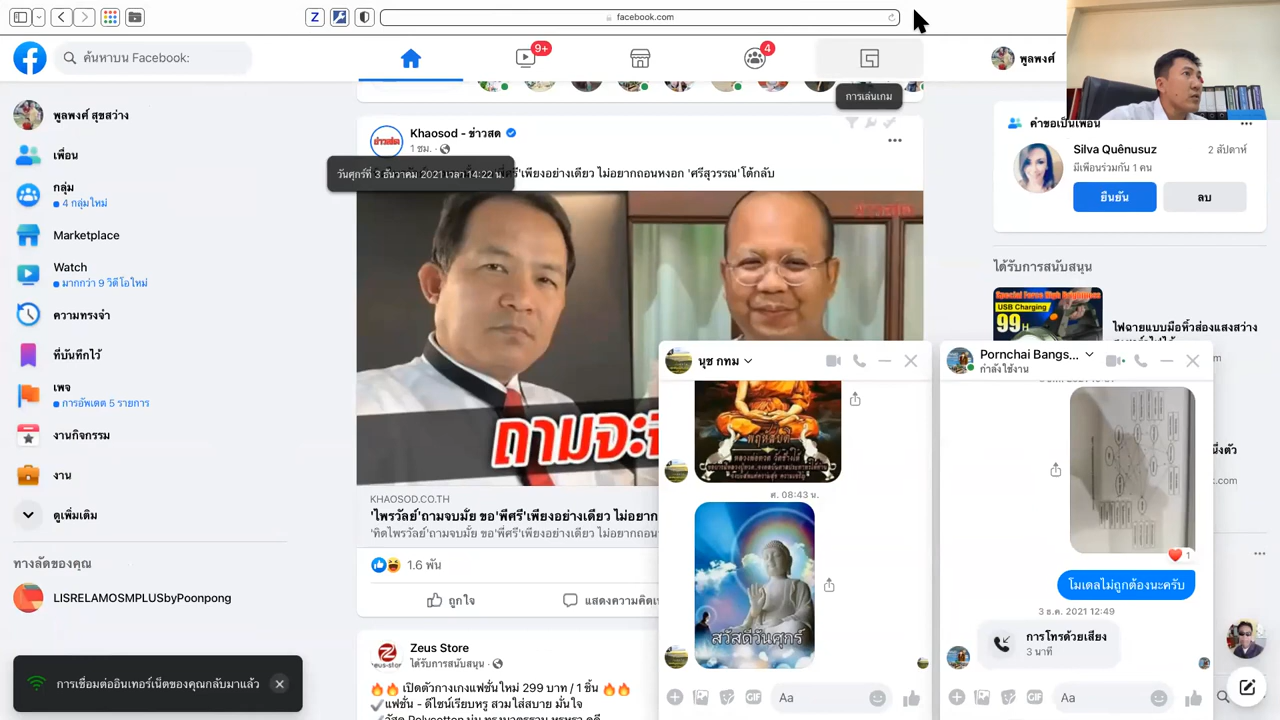 facebook.com
ค้นหาบน Facebook:
9+
4
พูลพงศ์
การเล่นเกม
พูลพงศ์ สุขสว่าง
เพื่อน
กลุ่ม
4 กลุ่มใหม่
Marketplace
Watch
มากกว่า 9 วิดีโอใหม่
ความทรงจำ
ที่บันทึกไว้
เพจ
การอัพเดต 5 รายการ
งานกิจกรรม
งาน
ดูเพิ่มเติม
ทางลัดของคุณ
LISRELAMOSMPLUSbyPoonpong
การเชื่อมต่ออินเทอร์เน็ตของคุณกลับมาแล้ว
Khaosod - ข่าวสด
1 ชม.
วันศุกร์ที่ 3 ธันวาคม 2021 เวลา 14:22 น.
ศรี'เพียงอย่างเดียว ไม่อยากถอนหงอก 'ศรีสุวรรณ'โต้กลับ
ข่าวสด
KHAOSOD.CO.TH
'ไพรวัลย์'ถามจบมั้ย ขอ'พี่ศรี'เพียงอย่างเดียว ไม่อยาก
'ทิดไพรวัลย์'ถามจบมั้ย ขอ'พี่ศรี'เพียงอย่างเดียว ไม่อยากถอน
1.6 พัน
ถูกใจ
Zeus Store
ได้รับการสนับสนุน
เปิดตัวกางเกงแฟชั่นใหม่ 299 บาท / 1 ชิ้น
แฟชั่น - ดีไซน์เรียบหรู สวมใส่สบาย มั่นใจ
คำขอเป็นเพื่อน
Silva Quênusuz
2 สัปดาห์
มีเพื่อนร่วมกัน 1 คน
ยืนยัน
ลบ
ได้รับการสนับสนุน
Special Forces High Brightness
USB Charging
99H
ไฟฉายแบบมือหิ้วส่องแสงสว่าง
นุช กทม
พฤหัสบดี
ศ. 08:43 น.
สวัสดีวันศุกร์
Aa
GIF
Pornchai Bangs...
กำลังใช้งาน
1
โมเดลไม่ถูกต้องนะครับ
3 ธ.ค. 2021 12:49
การโทรด้วยเสียง
3 นาที
GIF
Aa